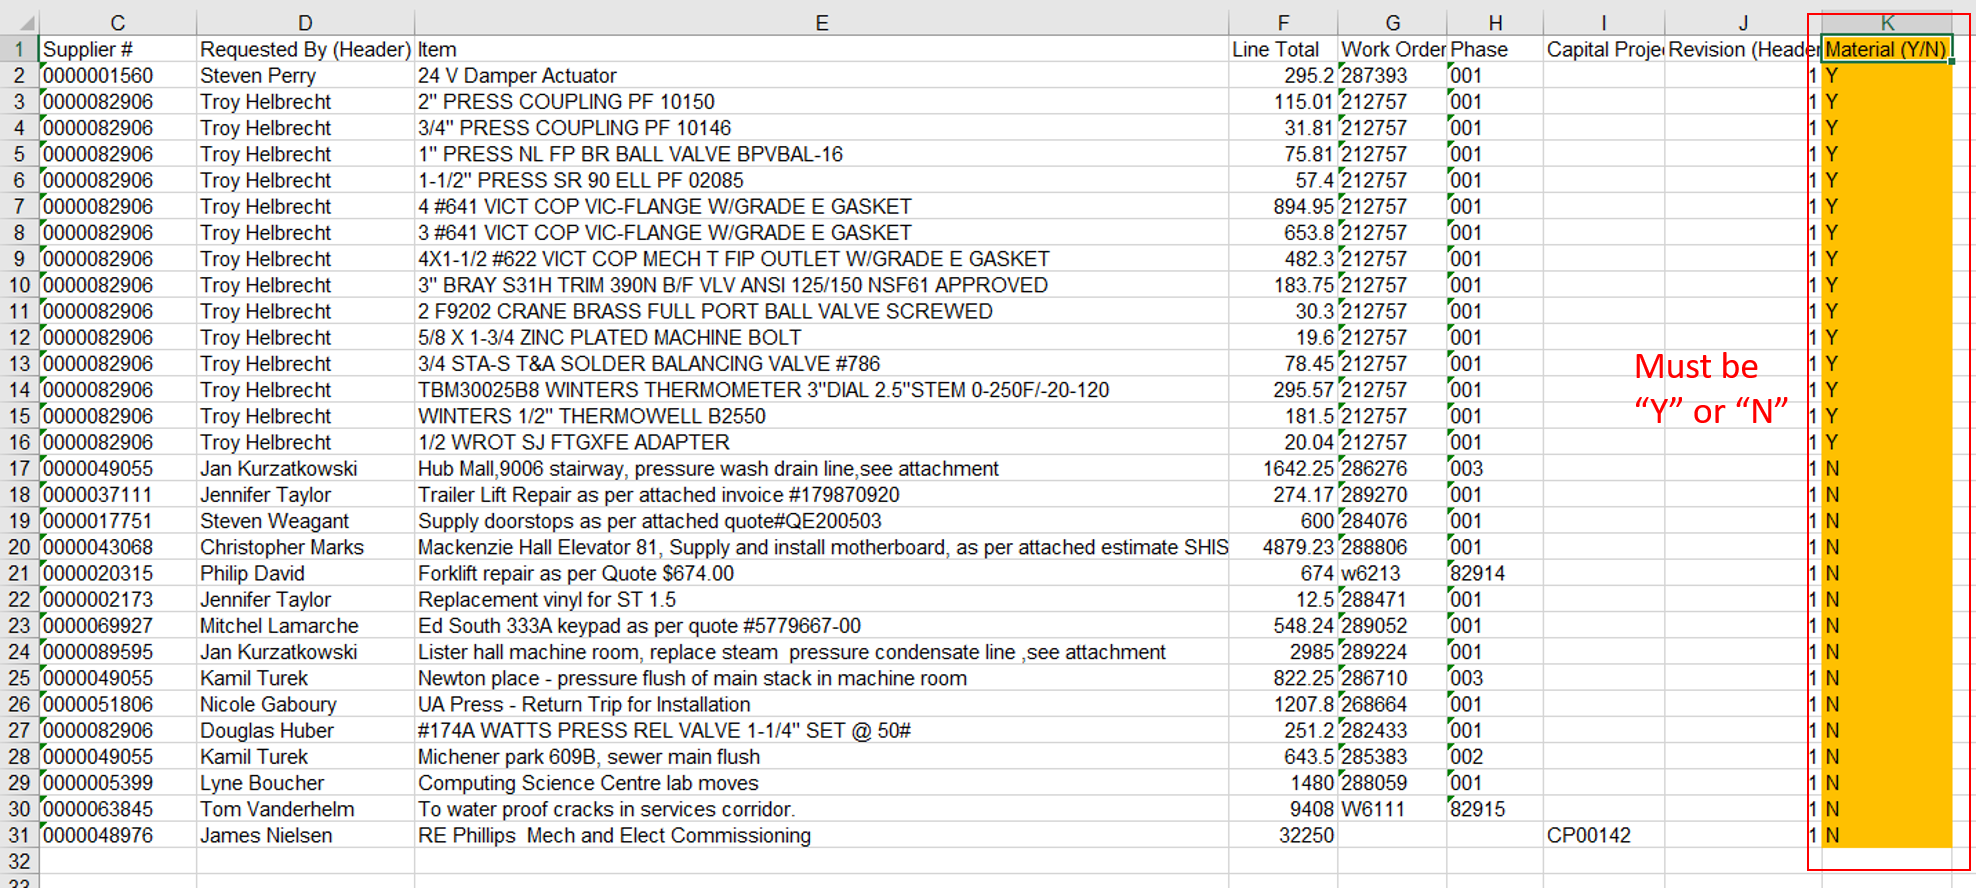 C D E F G H I J K
1 Supplier # Requested By (Header) Item Line Total Work Order Phase Capital Proje Revision (Header Material (Y/N)
2 0000001560 Steven Perry 24 V Damper Actuator 295.2 287393 001 1 Y
3 0000082906 Troy Helbrecht 2" PRESS COUPLING PF 10150 115.01 212757 001 1 Y
4 0000082906 Troy Helbrecht 3/4" PRESS COUPLING PF 10146 31.81 212757 001 1 Y
5 0000082906 Troy Helbrecht 1" PRESS NL FP BR BALL VALVE BPVBAL-16 75.81 212757 001 1 Y
6 0000082906 Troy Helbrecht 1-1/2" PRESS SR 90 ELL PF 02085 57.4 212757 001 1 Y
7 0000082906 Troy Helbrecht 4 #641 VICT COP VIC-FLANGE W/GRADE E GASKET 894.95 212757 001 1 Y
8 0000082906 Troy Helbrecht 3 #641 VICT COP VIC-FLANGE W/GRADE E GASKET 653.8 212757 001 1 Y
9 0000082906 Troy Helbrecht 4X1-1/2 #622 VICT COP MECH T FIP OUTLET W/GRADE E GASKET 482.3 212757 001 1 Y
10 0000082906 Troy Helbrecht 3" BRAY S31H TRIM 390N B/F VLV ANSI 125/150 NSF61 APPROVED 183.75 212757 001 1 Y
11 0000082906 Troy Helbrecht 2 F9202 CRANE BRASS FULL PORT BALL VALVE SCREWED 30.3 212757 001 1 Y
12 0000082906 Troy Helbrecht 5/8 X 1-3/4 ZINC PLATED MACHINE BOLT 19.6 212757 001 1 Y
13 0000082906 Troy Helbrecht 3/4 STA-S T&A SOLDER BALANCING VALVE #786 78.45 212757 001 1 Y
14 0000082906 Troy Helbrecht TBM30025B8 WINTERS THERMOMETER 3"DIAL 2.5"STEM 0-250F/-20-120 295.57 212757 001 1 Y
15 0000082906 Troy Helbrecht WINTERS 1/2" THERMOWELL B2550 181.5 212757 001 1 Y
16 0000082906 Troy Helbrecht 1/2 WROT SJ FTGXFE ADAPTER 20.04 212757 001 1 Y
Must be
“Y” or “N”
17 0000049055 Jan Kurzatkowski Hub Mall,9006 stairway, pressure wash drain line,see attachment 1642.25 286276 003 1 N
18 0000037111 Jennifer Taylor Trailer Lift Repair as per attached invoice #179870920 274.17 289270 001 1 N
19 0000017751 Steven Weagant Supply doorstops as per attached quote#QE200503 600 284076 001 1 N
20 0000043068 Christopher Marks Mackenzie Hall Elevator 81, Supply and install motherboard, as per attached estimate SHIS 4879.23 288806 001 1 N
21 0000020315 Philip David Forklift repair as per Quote $674.00 674 w6213 82914 1 N
22 0000002173 Jennifer Taylor Replacement vinyl for ST 1.5 12.5 288471 001 1 N
23 0000069927 Mitchel Lamarche Ed South 333A keypad as per quote #5779667-00 548.24 289052 001 1 N
24 0000089595 Jan Kurzatkowski Lister hall machine room, replace steam  pressure condensate line ,see attachment 2985 289224 001 1 N
25 0000049055 Kamil Turek Newton place - pressure flush of main stack in machine room 822.25 286710 003 1 N
26 0000051806 Nicole Gaboury UA Press - Return Trip for Installation 1207.8 268664 001 1 N
27 0000082906 Douglas Huber #174A WATTS PRESS REL VALVE 1-1/4" SET @ 50# 251.2 282433 001 1 N
28 0000049055 Kamil Turek Michener park 609B, sewer main flush 643.5 285383 002 1 N
29 0000005399 Lyne Boucher Computing Science Centre lab moves 1480 288059 001 1 N
30 0000063845 Tom Vanderhelm To water proof cracks in services corridor. 9408 W6111 82915 1 N
31 0000048976 James Nielsen RE Phillips  Mech and Elect Commissioning 32250 CP00142 1 N
32
33